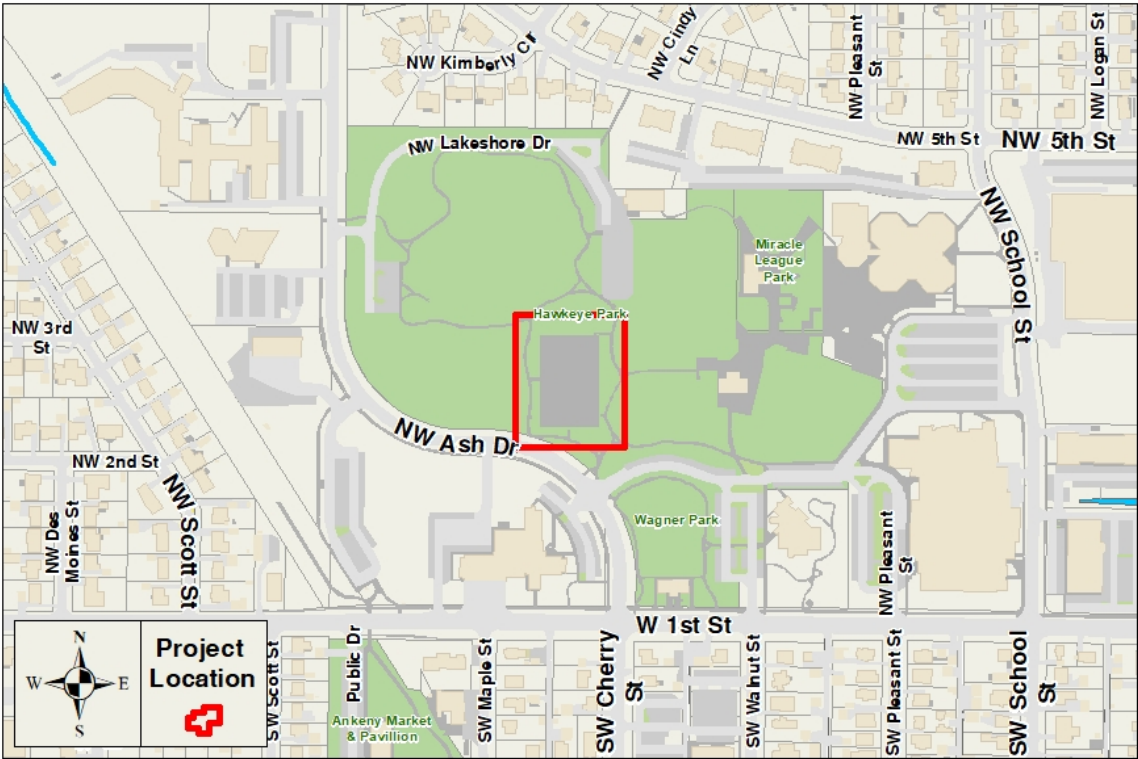 NW Kimberly Cir
NW Cindy
Ln
NW Pleasant
St
NW Logan St
NW Lakeshore Dr
NW 5th St
NW 5th St
NW School St
Miracle
League
Park
Hawkeye Park
NW 3rd
St
NW Ash Dr
NW 2nd St
NW Scott St
NW Des
Moines St
Wagner Park
NW Pleasant
St
W 1st St
N
W
E
S
Project
Location
SW Scott St
Public Dr
Ankeny Market
& Pavillion
SW Maple St
SW Cherry
St
SW Walnut St
SW Pleasant St
SW School
St